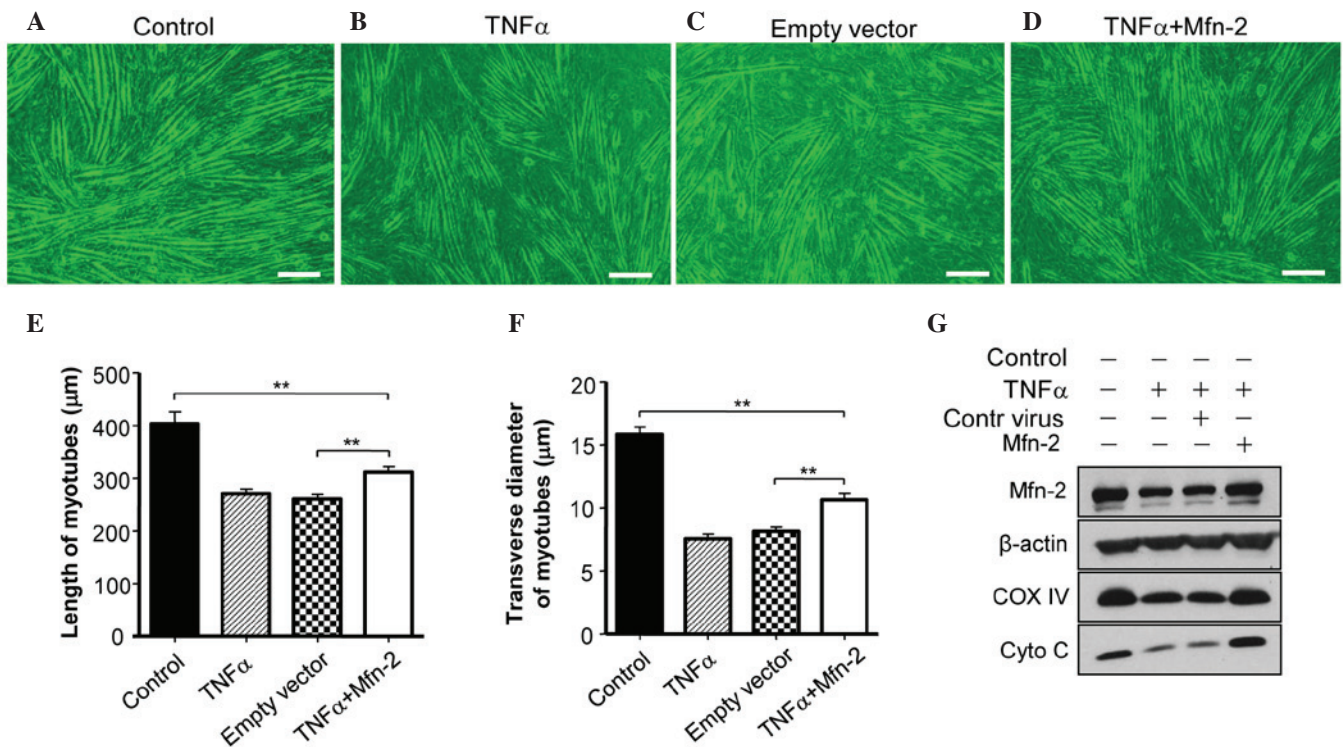 A Control
B TNFα
C Empty vector
D TNFα+Mfn-2
E
Length of myotubes (μm)
500
400
300
200
100
0
**
**
Control
TNFα
Empty vector
TNFα+Mfn-2
F
Transverse diameter
of myotubes (μm)
20
15
10
5
0
**
**
Control
TNFα
Empty vector
TNFα+Mfn-2
G
Control − − − −
TNFα − + + +
Contr virus − − + −
Mfn-2 − − − +
Mfn-2
β-actin
COX IV
Cyto C